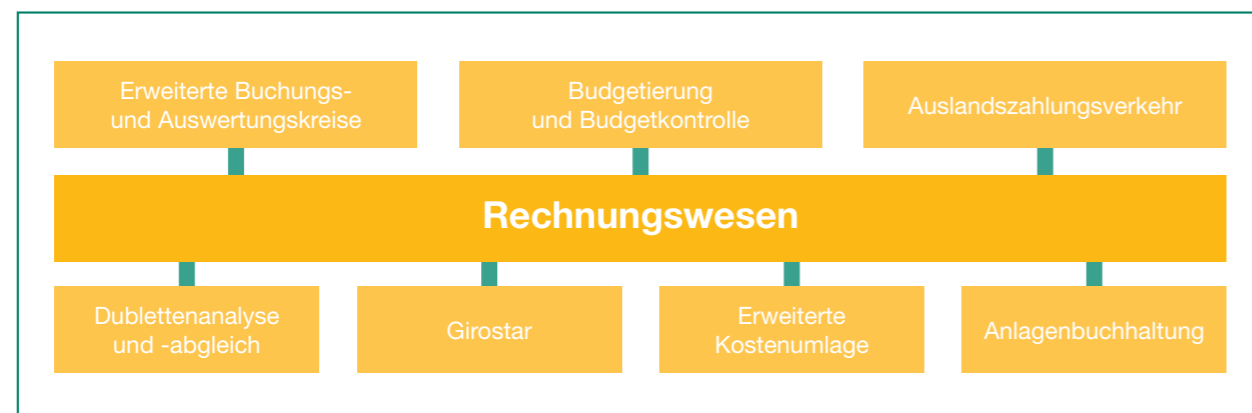 Erweiterte Buchungs-
und Auswertungskreise
Budgetierung
und Budgetkontrolle
Auslandszahlungsverkehr
Rechnungswesen
Dublettenanalyse
und -abgleich
Girostar
Erweiterte
Kostenumlage
Anlagenbuchhaltung